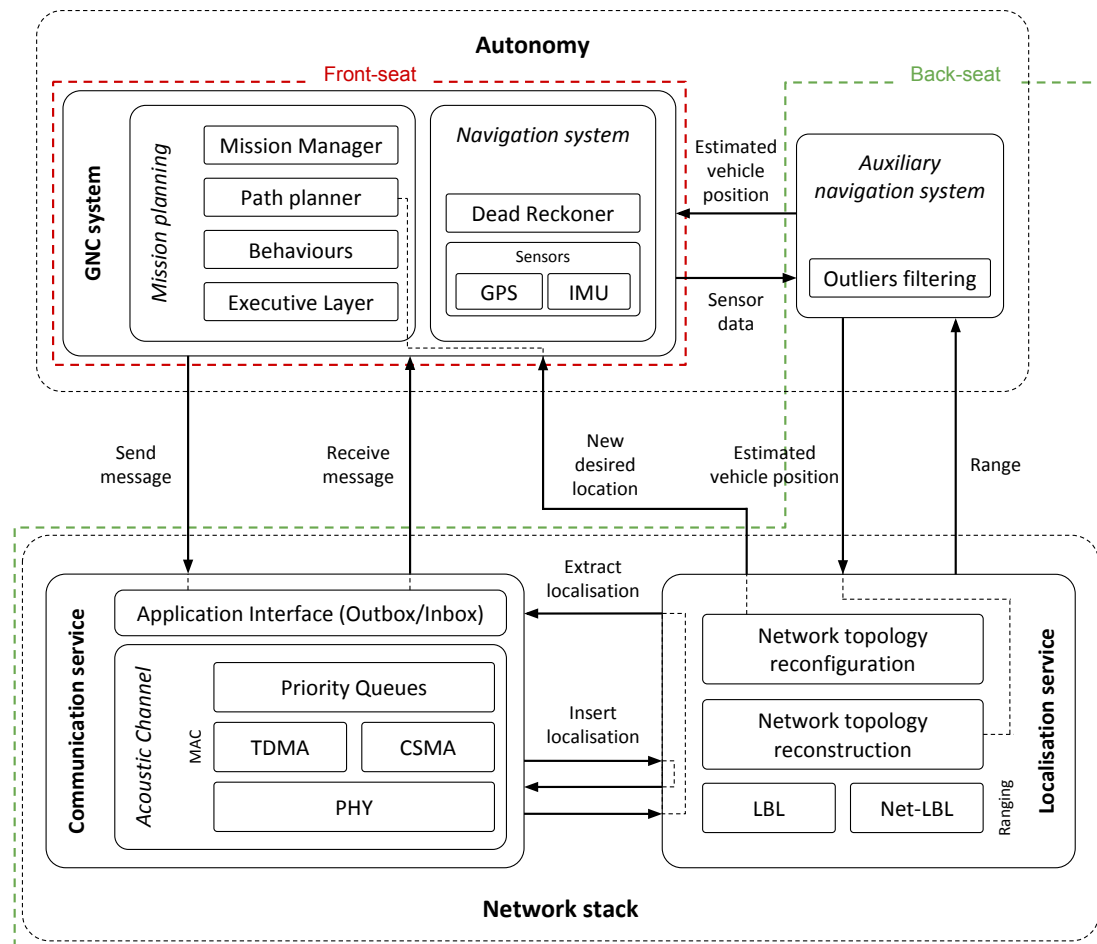 Autonomy
Front-seat
Back-seat
GNC system
Mission planning
Mission Manager
Path planner
Behaviours
Executive Layer
Navigation system
Dead Reckoner
Sensors
GPS
IMU
Estimated
vehicle
position
Sensor
data
Auxiliary
navigation system
Outliers filtering
Send
message
Receive
message
New
desired
location
Estimated
vehicle position
Range
Communication service
Application Interface (Outbox/Inbox)
Acoustic Channel
Priority Queues
MAC
TDMA
CSMA
PHY
Extract
localisation
Insert
localisation
Network topology
reconfiguration
Network topology
reconstruction
LBL
Net-LBL
Ranging
Localisation service
Network stack